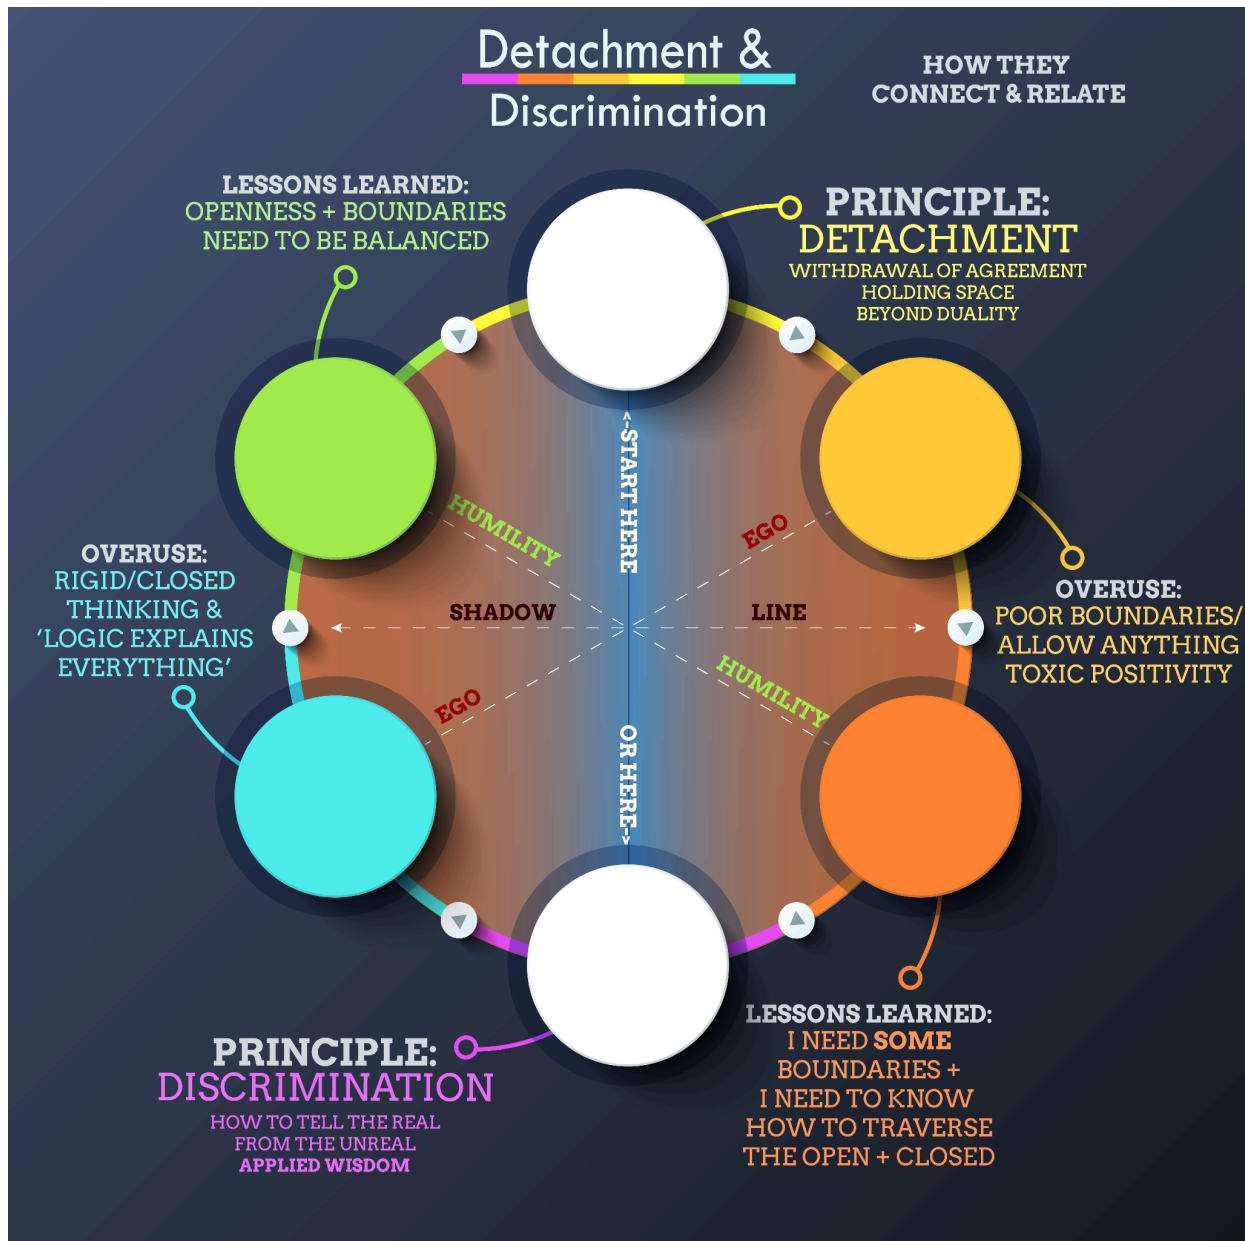 Detachment &
Discrimination
HOW THEY
CONNECT & RELATE
LESSONS LEARNED:
OPENNESS + BOUNDARIES
NEED TO BE BALANCED
PRINCIPLE:
DETACHMENT
WITHDRAWAL OF AGREEMENT
HOLDING SPACE
BEYOND DUALITY
<--START HERE
HUMILITY
EGO
OVERUSE:
RIGID/CLOSED
THINKING &
'LOGIC EXPLAINS
EVERYTHING'
SHADOW
LINE
OVERUSE:
POOR BOUNDARIES/
ALLOW ANYTHING
TOXIC POSITIVITY
EGO
HUMILITY
OR HERE-->
PRINCIPLE:
DISCRIMINATION
HOW TO TELL THE REAL
FROM THE UNREAL
APPLIED WISDOM
LESSONS LEARNED:
I NEED SOME
BOUNDARIES +
I NEED TO KNOW
HOW TO TRAVERSE
THE OPEN + CLOSED